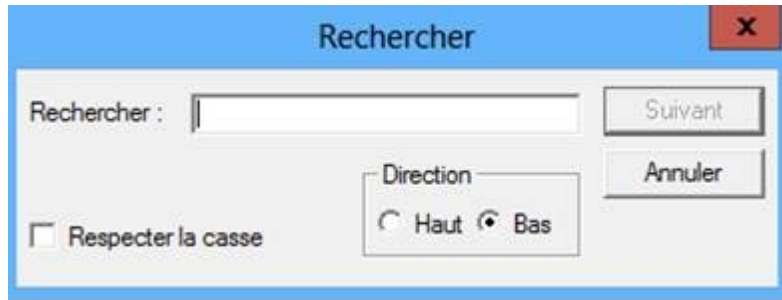 Rechercher
Rechercher :
Suivant
Direction
Annuler
Haut
Bas
Respecter la casse